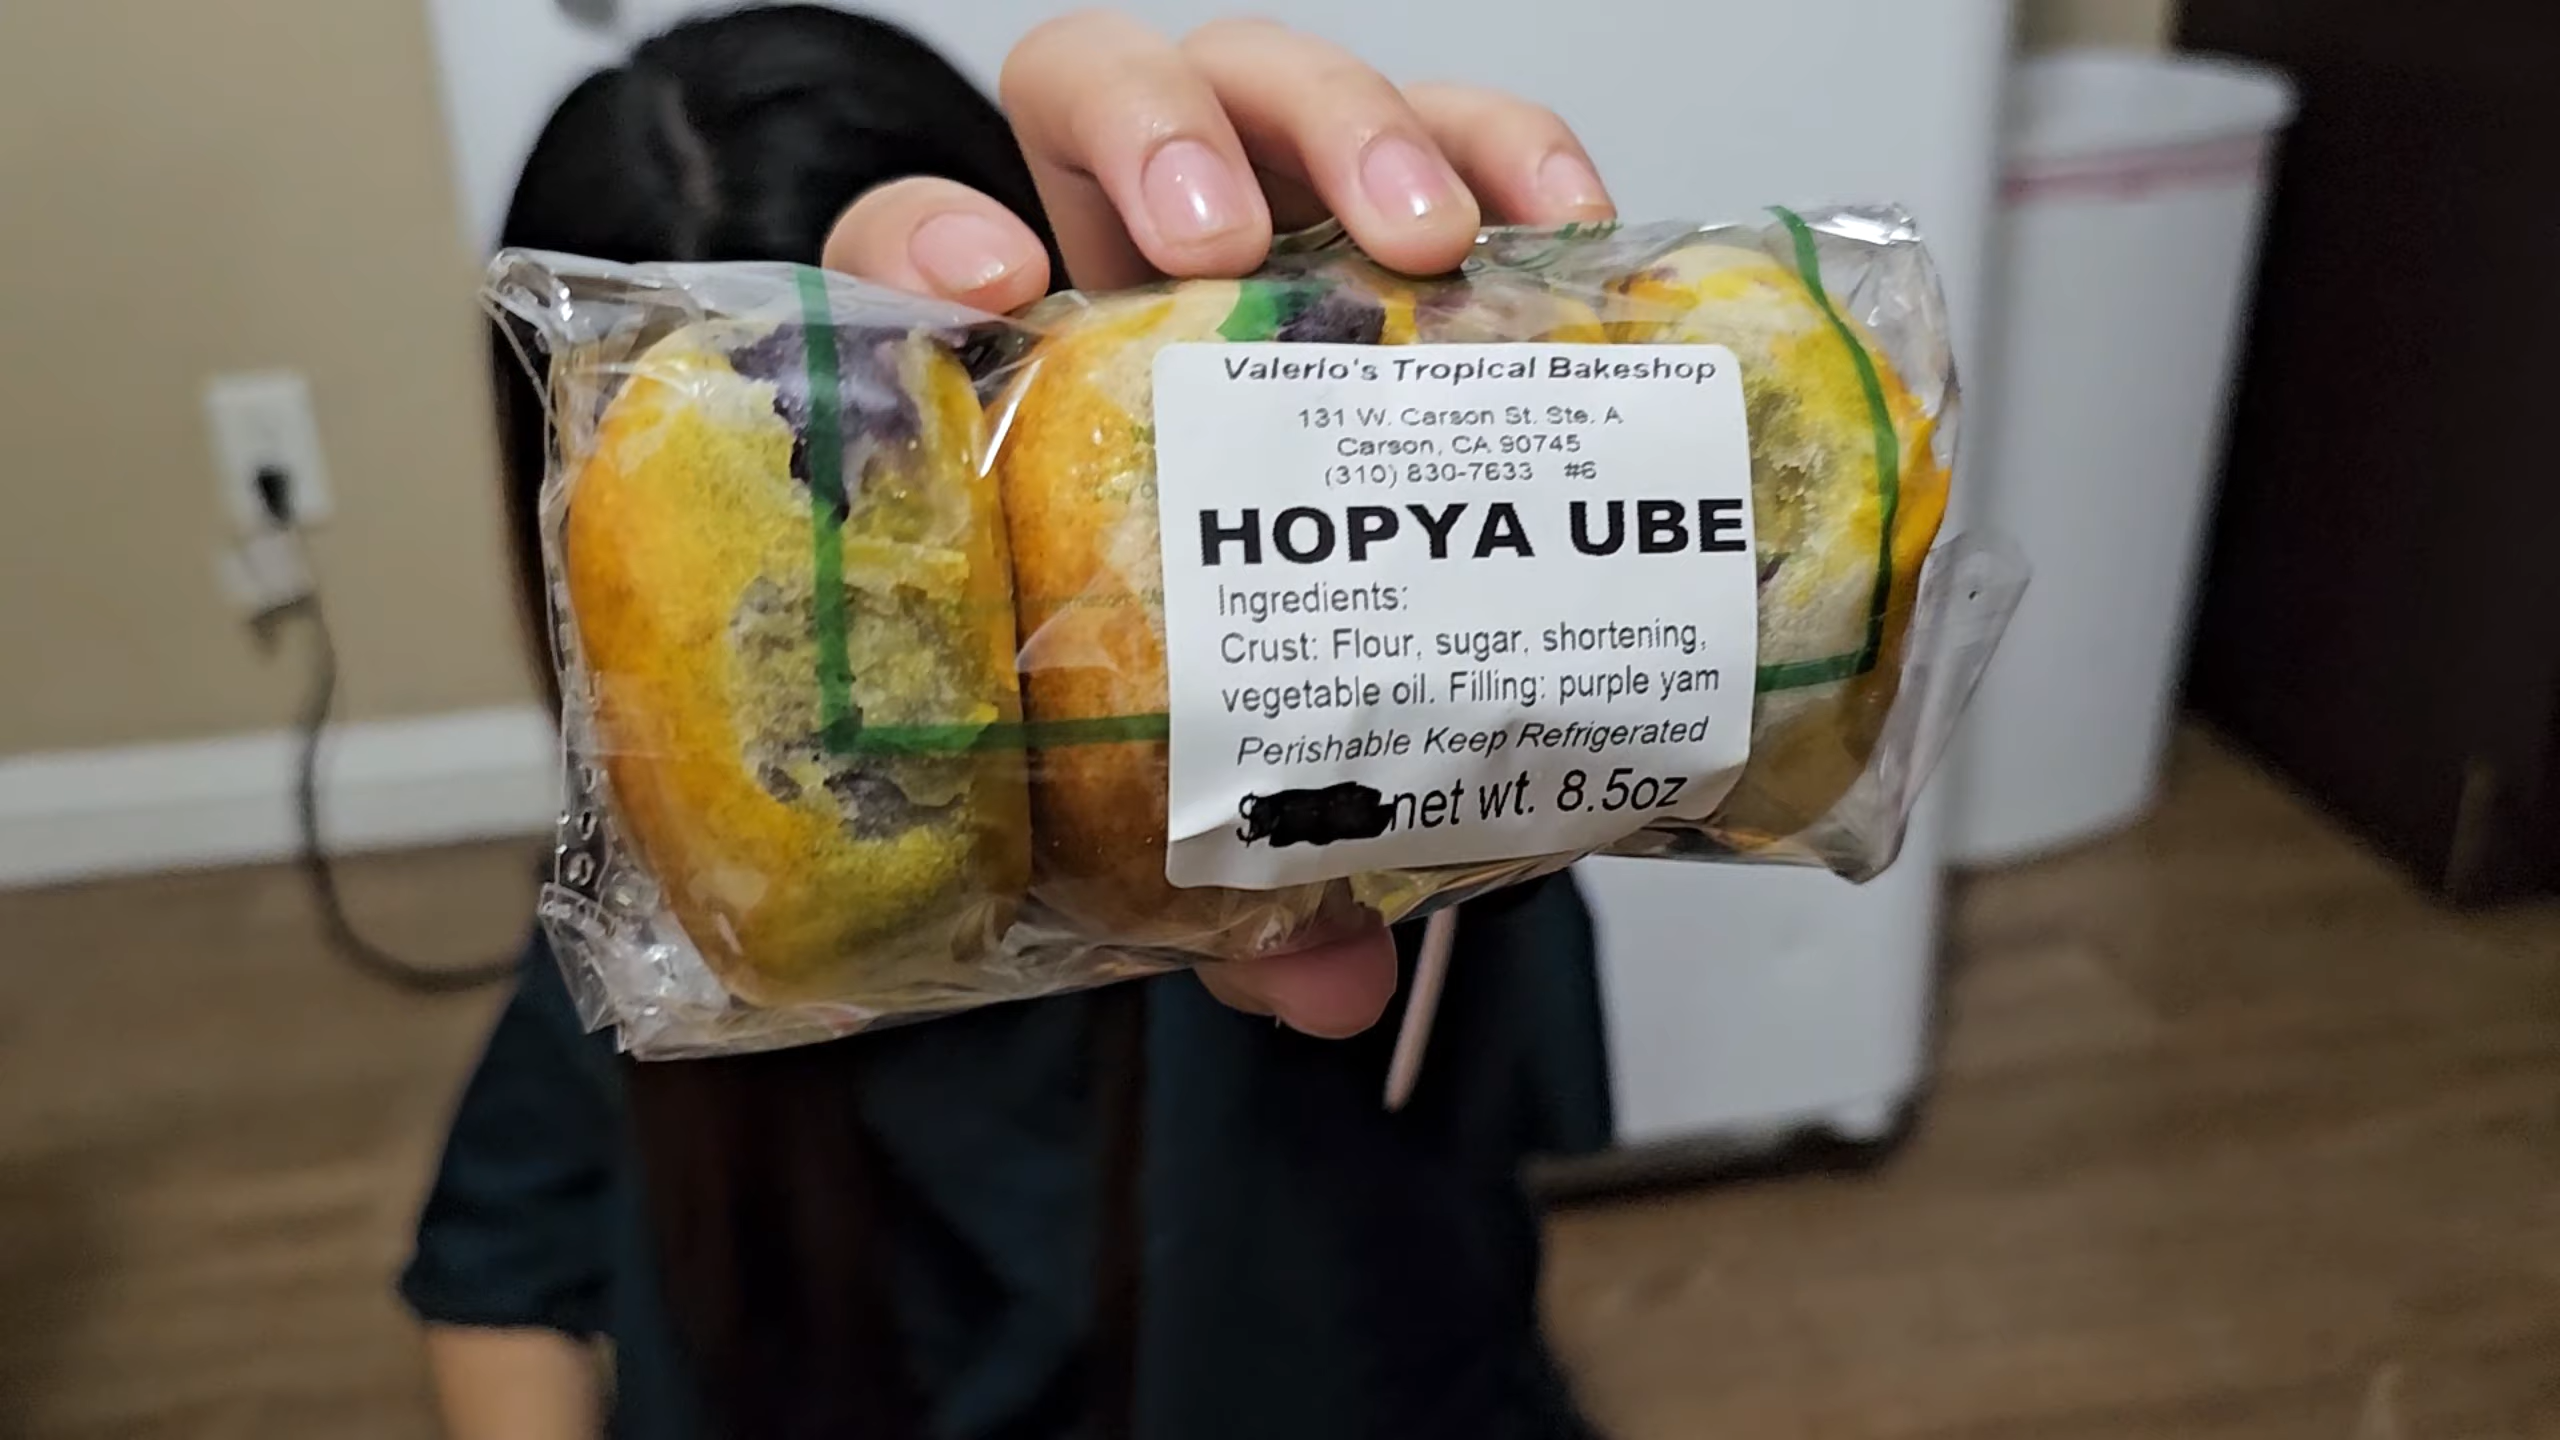 Valerio's Tropical Bakeshop
131 W. Carson St. Ste. A
Carson, CA 90745
(310) 830-7633 #6
HOPYA UBE
Ingredients:
Crust: Flour, sugar, shortening,
vegetable oil. Filling: purple yam
Perishable Keep Refrigerated
$ net wt. 8.5oz